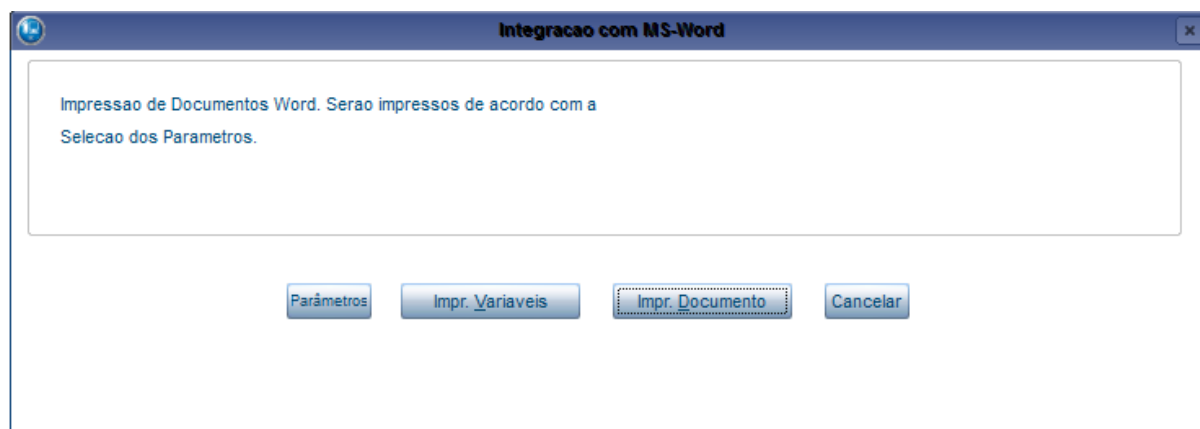 Integracao com MS-Word
Impressao de Documentos Word. Serao impressos de acordo com a
Selecao dos Parametros.
Parâmetros Impr. Variaveis Impr. Documento Cancelar